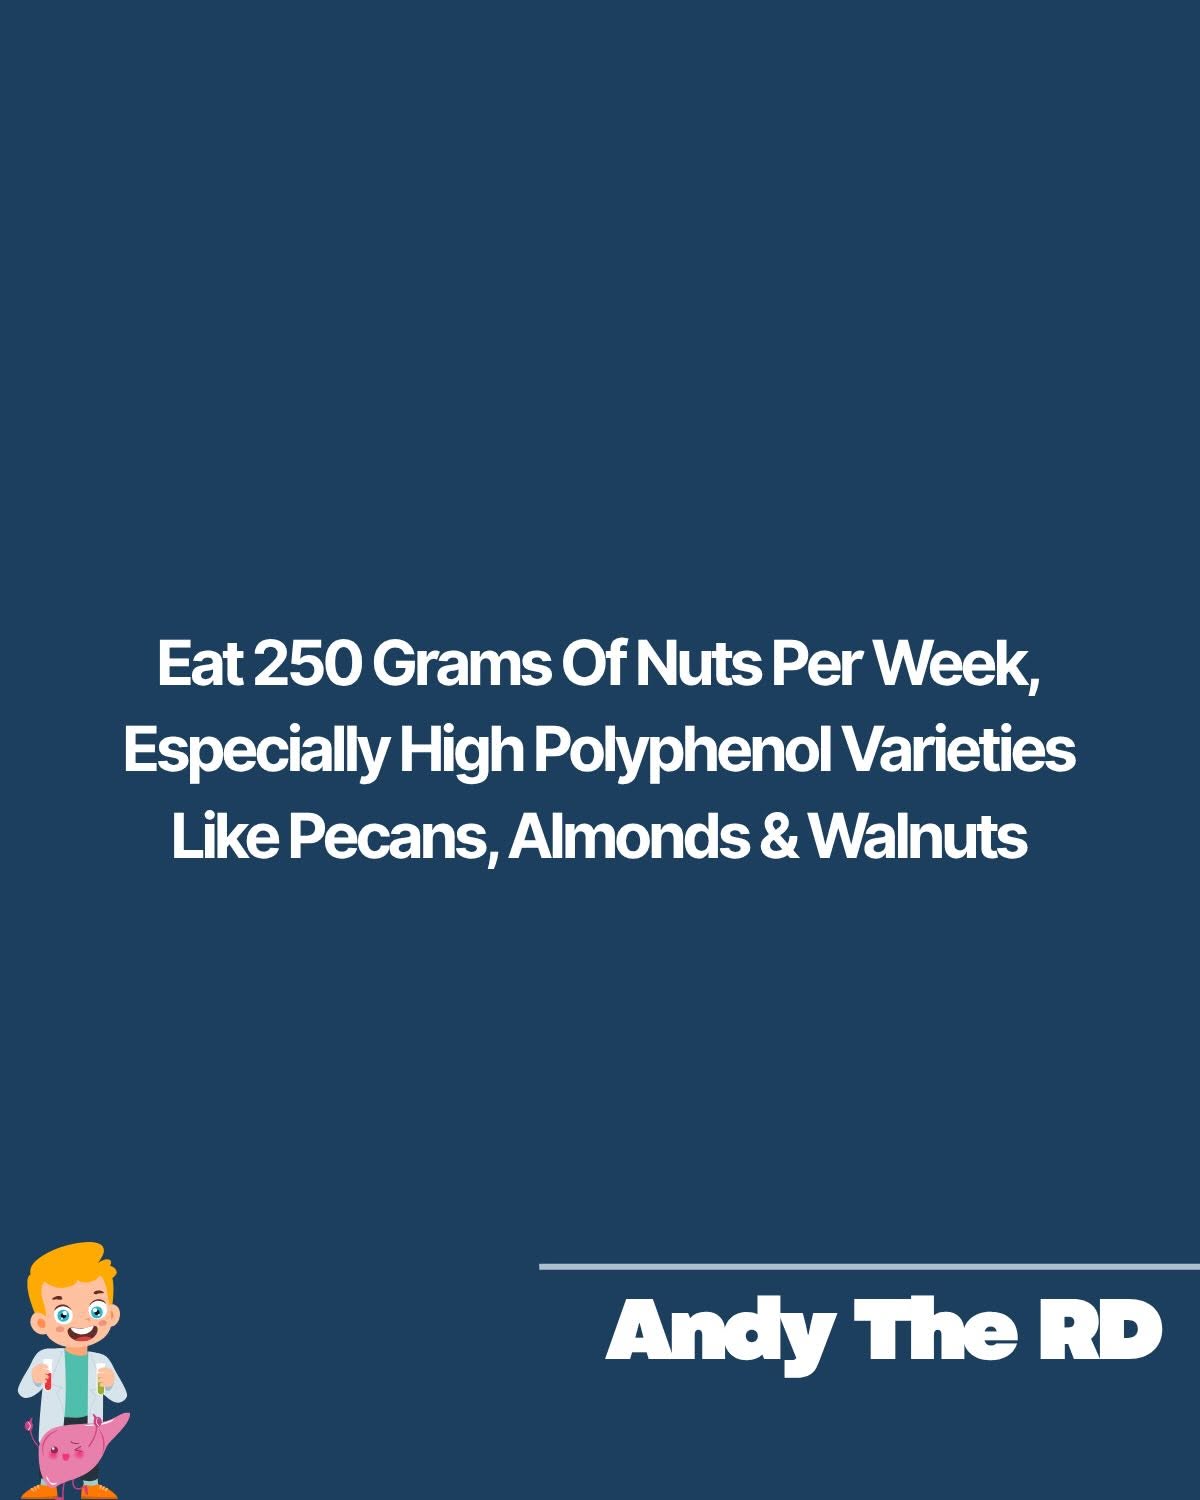 Eat 250 Grams Of Nuts Per Week,
Especially High Polyphenol Varieties
Like Pecans, Almonds & Walnuts
Andy The RD